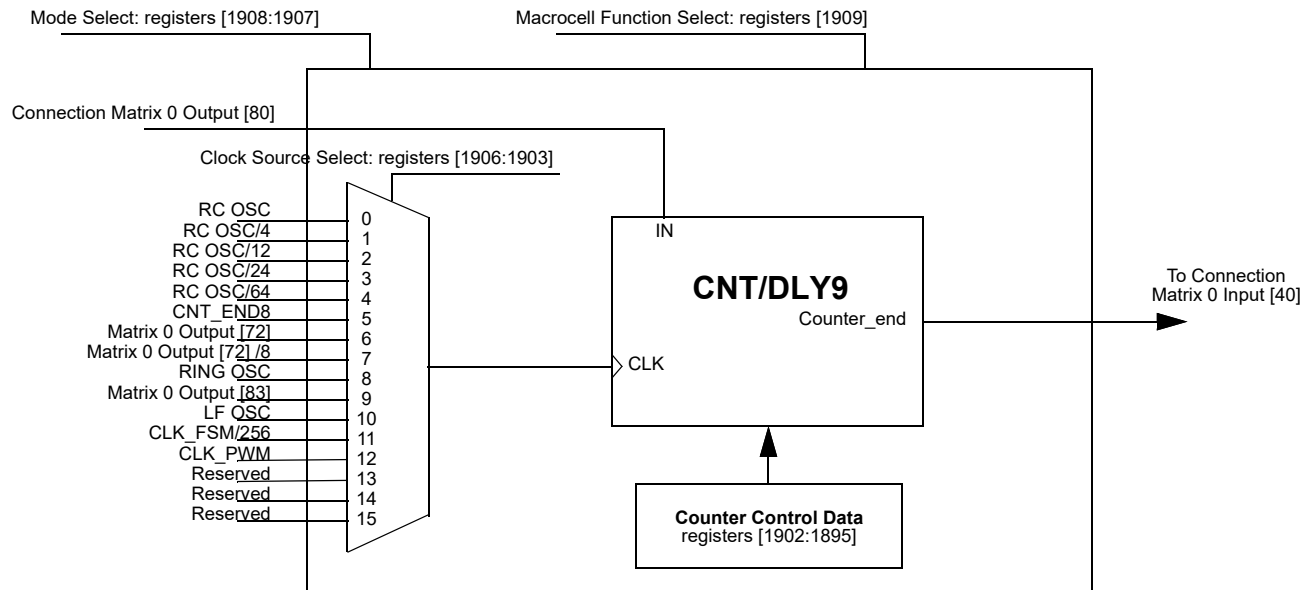 Mode Select: registers [1908:1907]
Macrocell Function Select: registers [1909]
Connection Matrix 0 Output [80]
Clock Source Select: registers [1906:1903]
RC OSC
0
RC OSC/4
1
RC OSC/12
2
RC OSC/24
3
RC OSC/64
4
CNT_END8
5
Matrix 0 Output [72]
6
Matrix 0 Output [72] /8
7
RING OSC
8
Matrix 0 Output [83]
9
LF OSC
10
CLK_FSM/256
11
CLK_PWM
12
Reserved
13
Reserved
14
Reserved
15
IN
CNT/DLY9
Counter_end
CLK
To Connection
Matrix 0 Input [40]
Counter Control Data
registers [1902:1895]